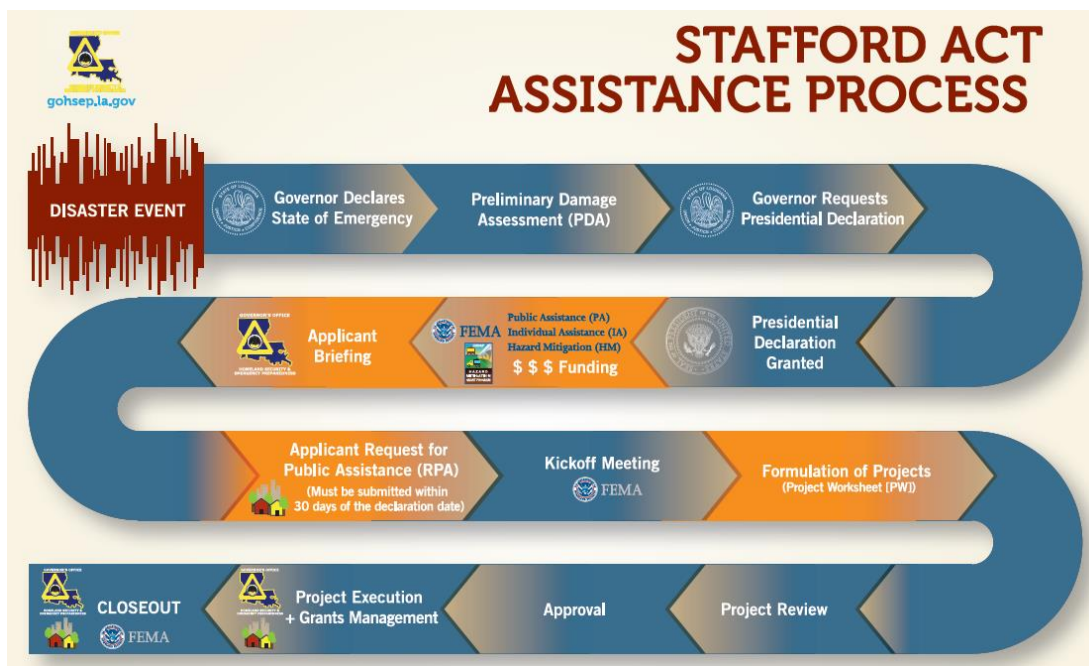 STAFFORD ACT
ASSISTANCE PROCESS
gohsep.la.gov
DISASTER EVENT
Governor Declares
State of Emergency
Preliminary Damage
Assessment (PDA)
Governor Requests
Presidential Declaration
Presidential
Declaration
Granted
FEMA
Public Assistance (PA)
Individual Assistance (IA)
Hazard Mitigation (HM)
$ $ $ Funding
Applicant
Briefing
Applicant Request for
Public Assistance (RPA)
(Must be submitted within
30 days of the declaration date)
Kickoff Meeting
FEMA
Formulation of Projects
(Project Worksheet [PW])
Project Review
Approval
Project Execution
+ Grants Management
CLOSEOUT
FEMA